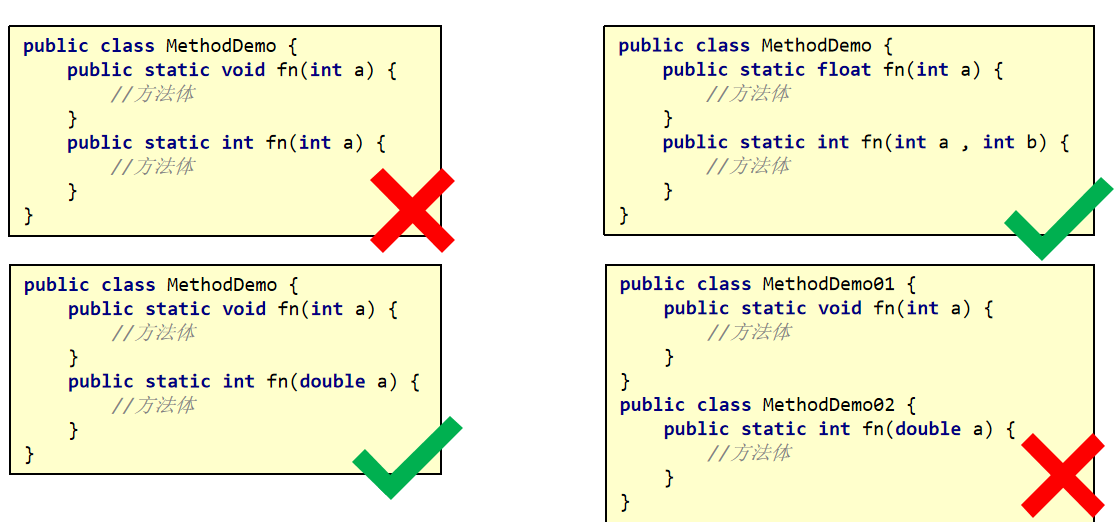 public class MethodDemo {
    public static void fn(int a) {
        //方法体
    }
    public static int fn(int a) {
        //方法体
    }
}
public class MethodDemo {
    public static float fn(int a) {
        //方法体
    }
    public static int fn(int a , int b) {
        //方法体
    }
}
public class MethodDemo {
    public static void fn(int a) {
        //方法体
    }
    public static int fn(double a) {
        //方法体
    }
}
public class MethodDemo01 {
    public static void fn(int a) {
        //方法体
    }
}
public class MethodDemo02 {
    public static int fn(double a) {
        //方法体
    }
}